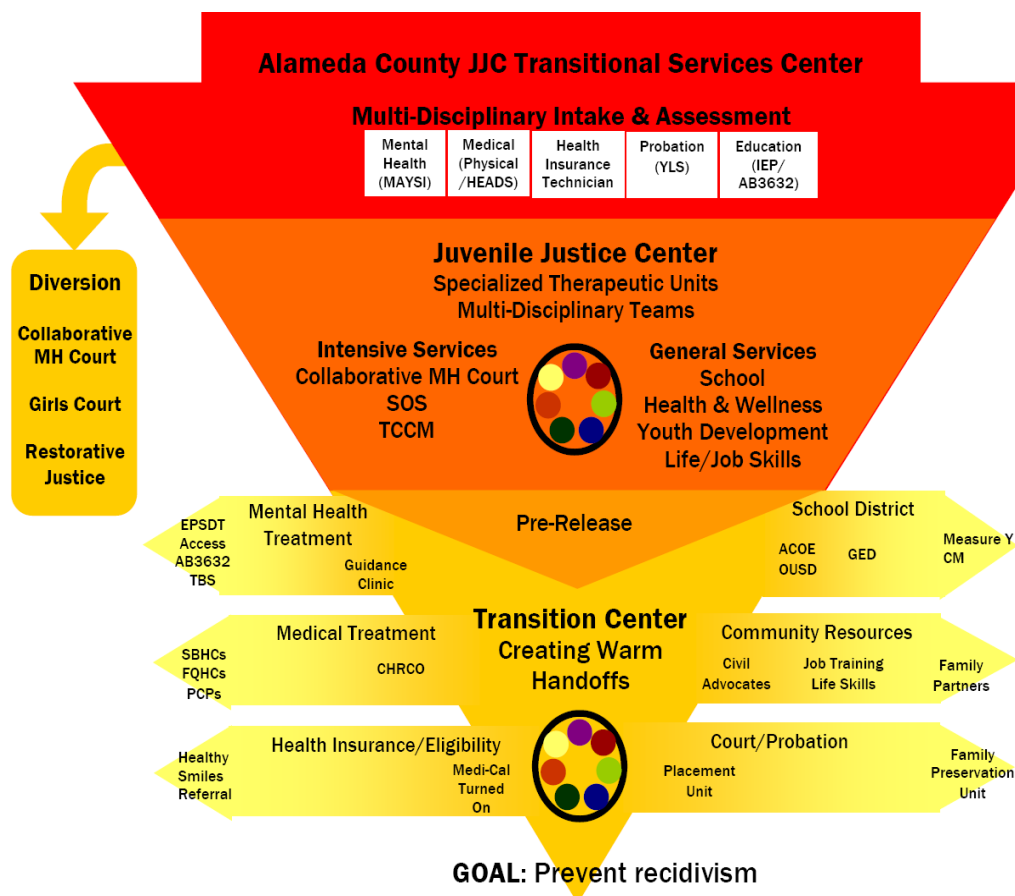 Alameda County JJC Transitional Services Center
Multi-Disciplinary Intake & Assessment
Mental
Health
(MAYSI)
Medical
(Physical
/HEADS)
Health
Insurance
Technician
Probation
(YLS)
Education
(IEP/
AB3632)
Diversion
Collaborative
MH Court
Girls Court
Restorative
Justice
Juvenile Justice Center
Specialized Therapeutic Units
Multi-Disciplinary Teams
Intensive Services
Collaborative MH Court
SOS
TCCM
General Services
School
Health & Wellness
Youth Development
Life/Job Skills
Pre-Release
Mental Health
Treatment
EPSDT
Access
AB3632
TBS
Guidance
Clinic
School District
ACOE
OUSD
GED
Measure Y
CM
Transition Center
Creating Warm
Handoffs
Medical Treatment
SBHCs
FQHCs
PCPs
CHRCO
Community Resources
Civil
Advocates
Job Training
Life Skills
Family
Partners
Health Insurance/Eligibility
Healthy
Smiles
Referral
Medi-Cal
Turned
On
Court/Probation
Placement
Unit
Family
Preservation
Unit
GOAL: Prevent recidivism